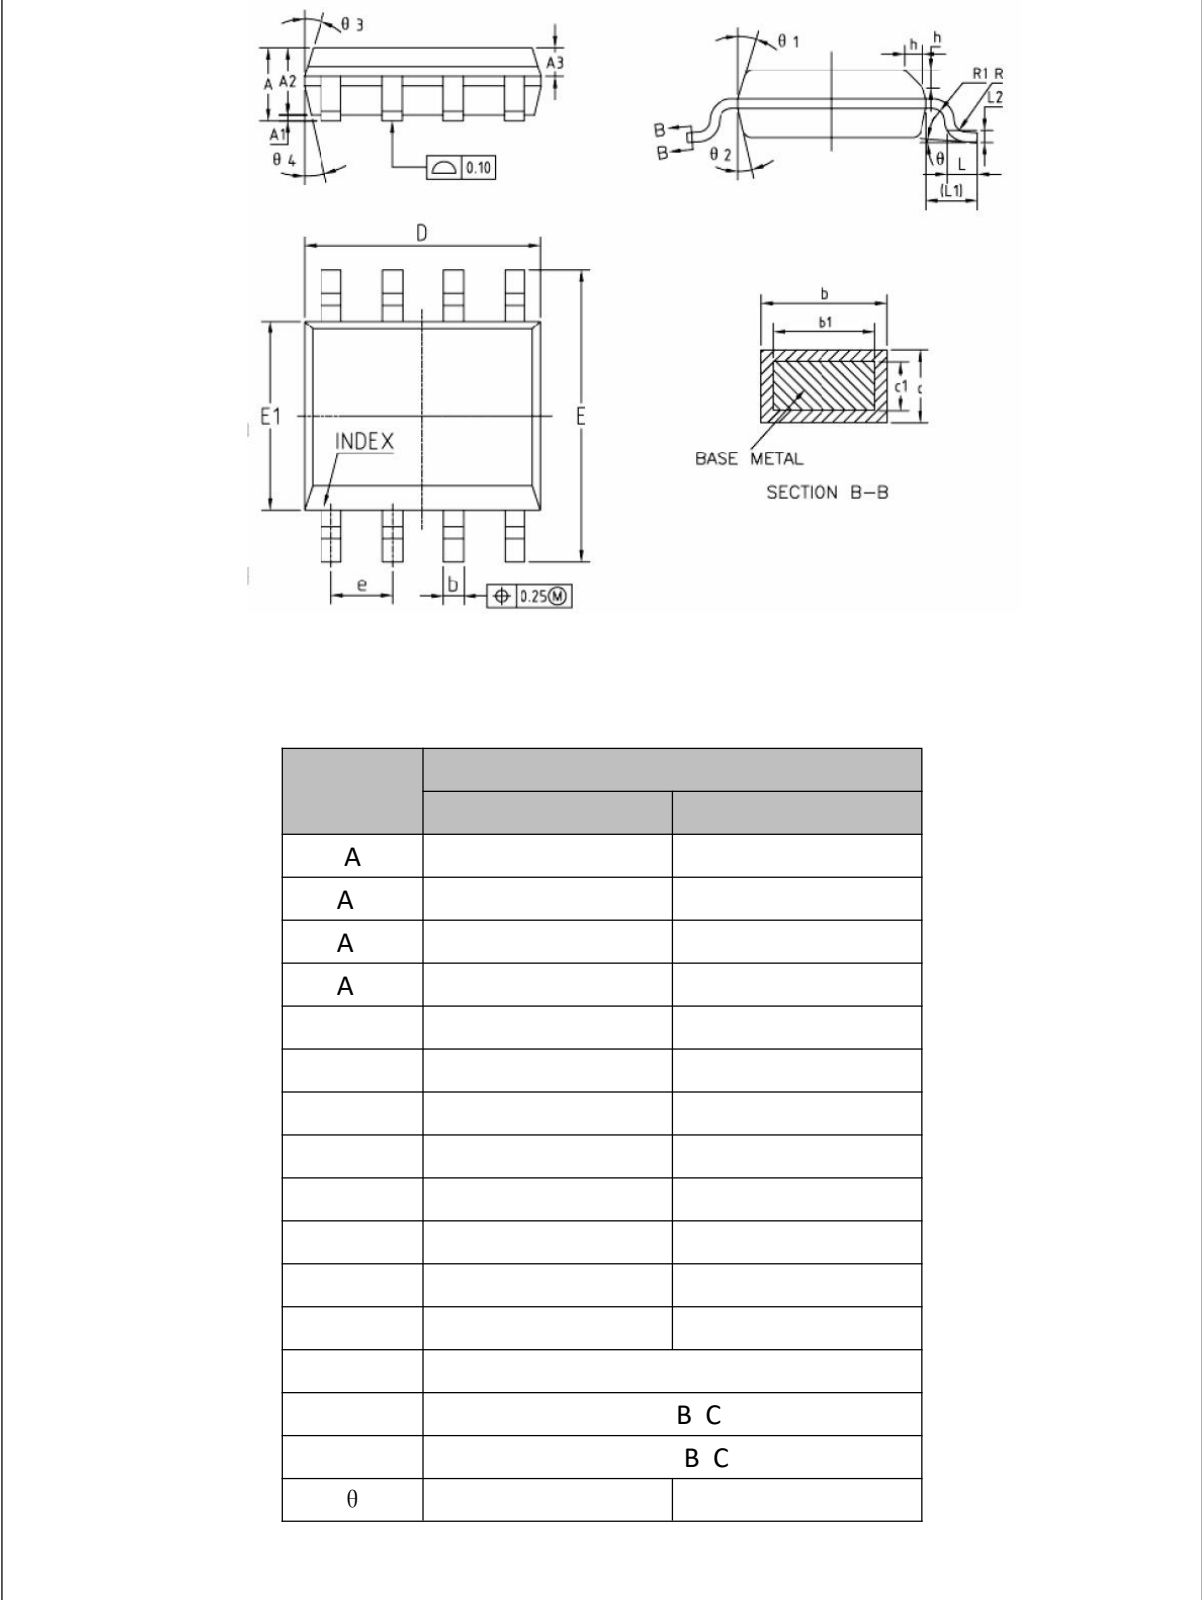 θ 3
A A2 A3
A1
θ 4
0.10
θ 1
h h
R1 R
L2
B
B
θ 2
θ L
(L1)
D
E1 E
INDEX
e b
0.25 Ⓜ
b
b1
c1
BASE METAL
SECTION B-B
A
A
A
A
B C
B C
θ